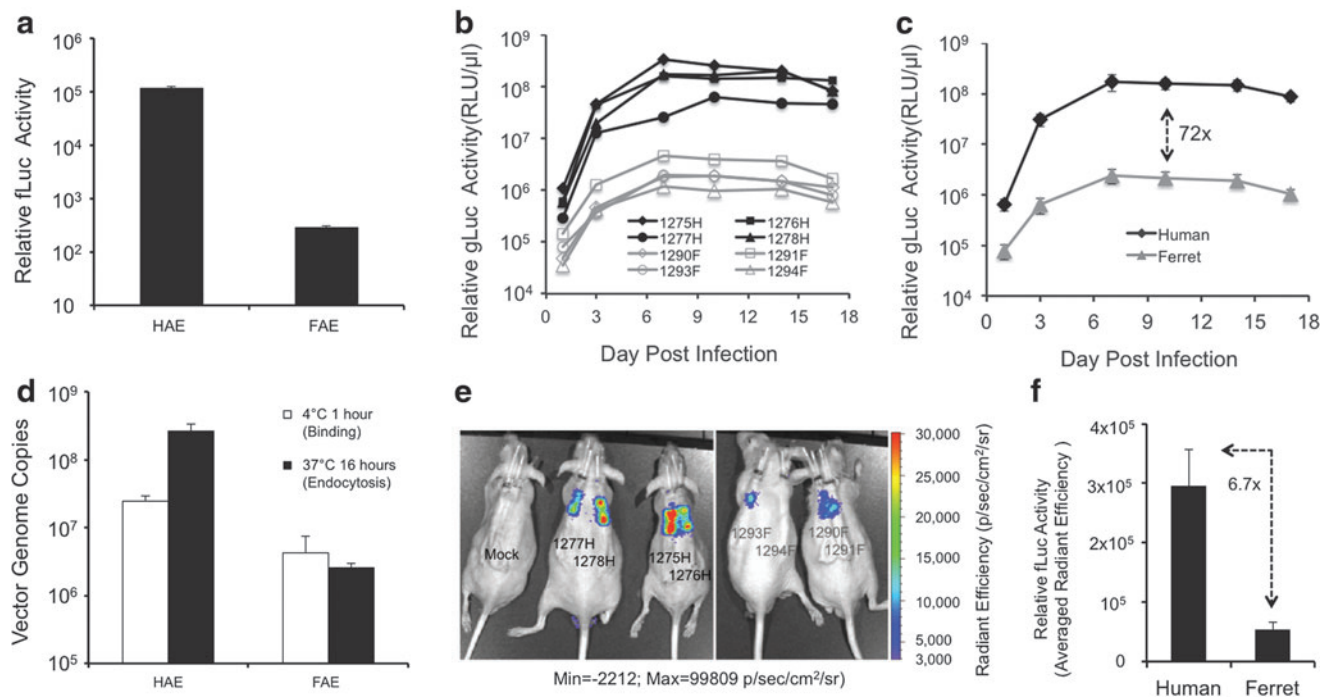 a
Relative fLuc Activity
10⁶
10⁵
10⁴
10³
10²
10
HAE FAE
b
Relative gLuc Activity(RLU/µl)
10⁹
10⁸
10⁷
10⁶
10⁵
10⁴
1275H 1276H
1277H 1278H
1290F 1291F
1293F 1294F
0 3 6 9 12 15 18
Day Post Infection
c
Relative gLuc Activity(RLU/µl)
10⁹
10⁸
10⁷
10⁶
10⁵
10⁴
72x
Human
Ferret
0 3 6 9 12 15 18
Day Post Infection
d
Vector Genome Copies
10⁹
10⁸
10⁷
10⁶
10⁵
4°C 1 hour
(Binding)
37°C 16 hours
(Endocytosis)
HAE FAE
e
Mock
1277H
1278H
1275H
1276H
1293F
1294F
1290F
1291F
30,000
25,000
20,000
15,000
10,000
5,000
3,000
Radiant Efficiency (p/sec/cm²/sr)
Min=-2212; Max=99809 p/sec/cm²/sr)
f
Relative fLuc Activity
(Averaged Radiant Efficiency )
4x10⁵
3x10⁵
2x10⁵
10⁵
0
6.7x
Human Ferret